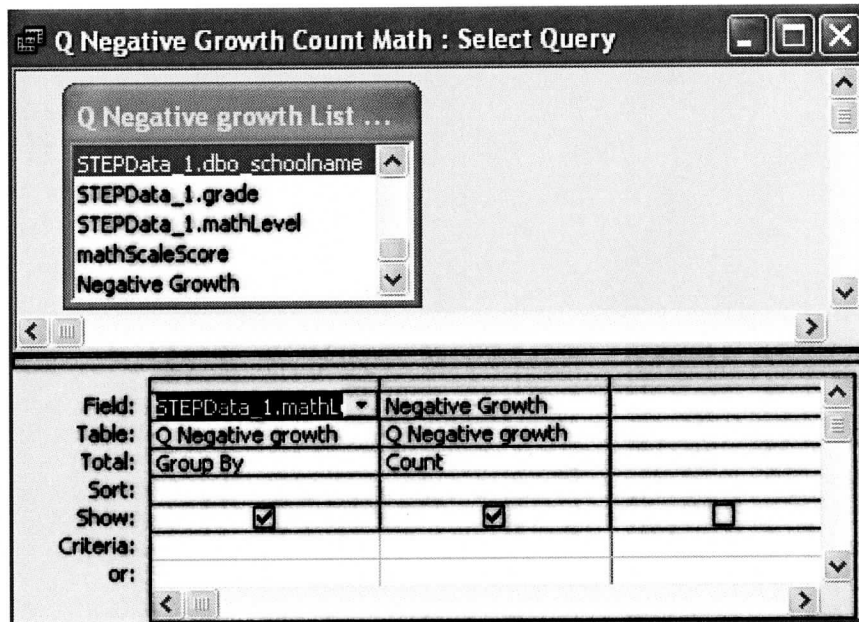 Q Negative Growth Count Math : Select Query
Q Negative growth List ...
STEPData_1.dbo_schoolname
STEPData_1.grade
STEPData_1.mathLevel
mathScaleScore
Negative Growth
Field: STEPData_1.mathL Negative Growth
Table: Q Negative growth Q Negative growth
Total: Group By Count
Sort:
Show:
Criteria:
or: